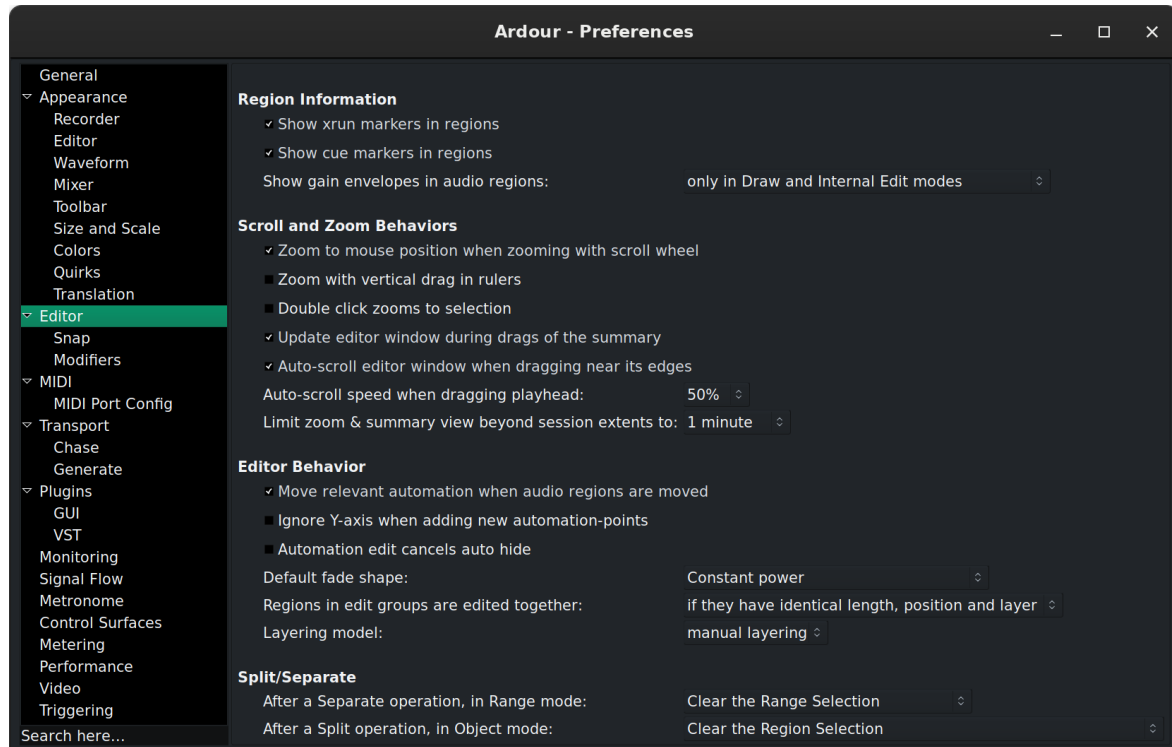 Ardour - Preferences
General
Appearance
Recorder
Editor
Waveform
Mixer
Toolbar
Size and Scale
Colors
Quirks
Translation
Editor
Snap
Modifiers
MIDI
MIDI Port Config
Transport
Chase
Generate
Plugins
GUI
VST
Monitoring
Signal Flow
Metronome
Control Surfaces
Metering
Performance
Video
Triggering
Search here...
Region Information
Show xrun markers in regions
Show cue markers in regions
Show gain envelopes in audio regions: only in Draw and Internal Edit modes
Scroll and Zoom Behaviors
Zoom to mouse position when zooming with scroll wheel
Zoom with vertical drag in rulers
Double click zooms to selection
Update editor window during drags of the summary
Auto-scroll editor window when dragging near its edges
Auto-scroll speed when dragging playhead: 50%
Limit zoom & summary view beyond session extents to: 1 minute
Editor Behavior
Move relevant automation when audio regions are moved
Ignore Y-axis when adding new automation-points
Automation edit cancels auto hide
Default fade shape: Constant power
Regions in edit groups are edited together: if they have identical length, position and layer
Layering model: manual layering
Split/Separate
After a Separate operation, in Range mode: Clear the Range Selection
After a Split operation, in Object mode: Clear the Region Selection